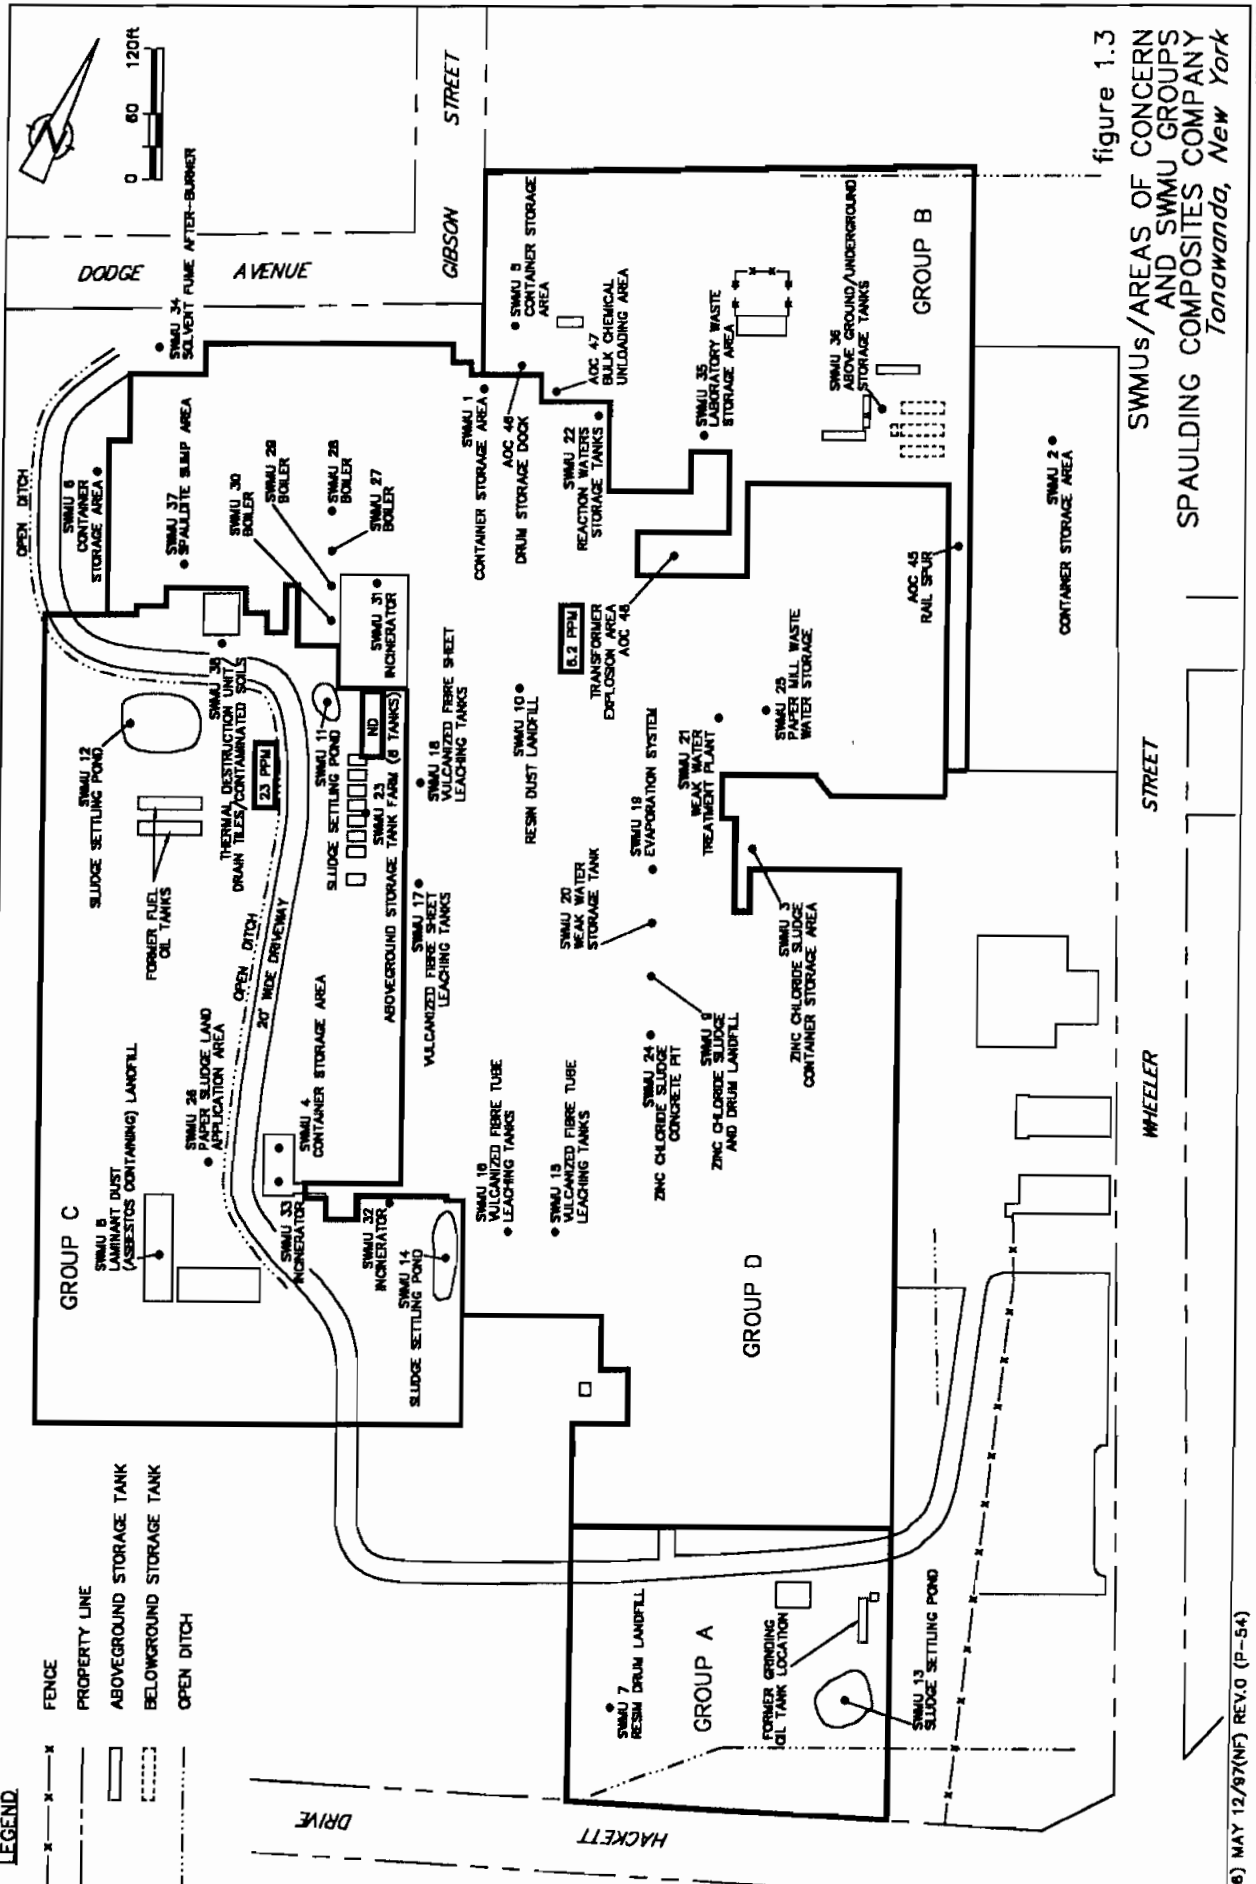 LEGEND
FENCE
PROPERTY LINE
ABOVEGROUND STORAGE TANK
BELOWGROUND STORAGE TANK
OPEN DITCH
0 60 120ft
DODGE AVENUE
GIBSON STREET
HACKETT DRIVE
WHEELER STREET
GROUP C
SWMU 8
LAMINANT DUST
(ASBESTOS CONTAINING) LANDFILL
SWMU 26
PAPER SLUDGE LAND
APPLICATION AREA
SWMU 12
SLUDGE SETTLING POND
FORMER FUEL
OIL TANKS
OPEN DITCH
20' WIDE DRIVEWAY
SWMU 38
THERMAL DESTRUCTION UNIT/
DRAIN TILES/CONTAMINATED SOILS
23 PPM
SWMU 11
SLUDGE SETTLING POND
ND
SWMU 23
ABOVEGROUND STORAGE TANK FARM (8 TANKS)
SWMU 4
CONTAINER STORAGE AREA
SWMU 33
INCINERATOR
SWMU 32
INCINERATOR
SWMU 14
SLUDGE SETTLING POND
OPEN DITCH
SWMU 6
CONTAINER
STORAGE AREA
SWMU 34
SOLVENT FUME AFTER-BURNER
SWMU 37
SPAULDITE SUMP AREA
SWMU 30
BOILER
SWMU 29
BOILER
SWMU 28
BOILER
SWMU 27
BOILER
SWMU 31
INCINERATOR
SWMU 1
CONTAINER STORAGE AREA
AOC 46
DRUM STORAGE DOCK
SWMU 5
CONTAINER STORAGE
AREA
AOC 47
BULK CHEMICAL
UNLOADING AREA
SWMU 22
REACTION WATERS
STORAGE TANKS
SWMU 35
LABORATORY WASTE
STORAGE AREA
SWMU 36
ABOVE GROUND/UNDERGROUND
STORAGE TANKS
GROUP B
SWMU 2
CONTAINER STORAGE AREA
AOC 45
RAIL SPUR
TRANSFORMER
EXPLOSION AREA
AOC 48
6.2 PPM
SWMU 18
VULCANIZED FIBRE SHEET
LEACHING TANKS
SWMU 17
VULCANIZED FIBRE SHEET
LEACHING TANKS
SWMU 10
RESIN DUST LANDFILL
SWMU 25
PAPER MILL WASTE
WATER STORAGE
SWMU 21
WEAK WATER
TREATMENT PLANT
SWMU 19
EVAPORATION SYSTEM
SWMU 20
WEAK WATER
STORAGE TANK
SWMU 3
ZINC CHLORIDE SLUDGE
CONTAINER STORAGE AREA
SWMU 9
ZINC CHLORIDE SLUDGE
AND DRUM LANDFILL
SWMU 24
ZINC CHLORIDE SLUDGE
CONCRETE PIT
SWMU 16
VULCANIZED FIBRE TUBE
LEACHING TANKS
SWMU 15
VULCANIZED FIBRE TUBE
LEACHING TANKS
GROUP D
SWMU 7
RESIN DRUM LANDFILL
GROUP A
FORMER GRINDING
OIL TANK LOCATION
SWMU 13
SLUDGE SETTLING POND
figure 1.3
SWMUs/AREAS OF CONCERN
AND SWMU GROUPS
SPAULDING COMPOSITES COMPANY
Tonawanda, New York
6) MAY 12/97(NF) REV.0 (P-54)